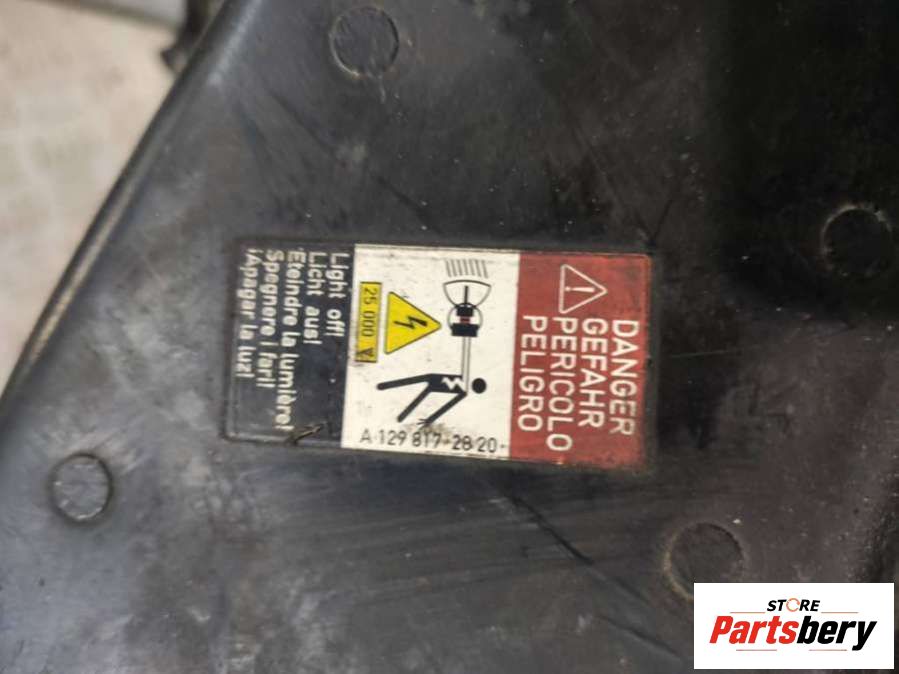 DANGER
GEFAHR
PERICOLO
PELIGRO
25 000 V
A 129 817 28 20
Light off!
Licht aus!
Eteindre la lumière!
Spegnere i fari!
¡Apagar la luz!
STORE
Partsbery